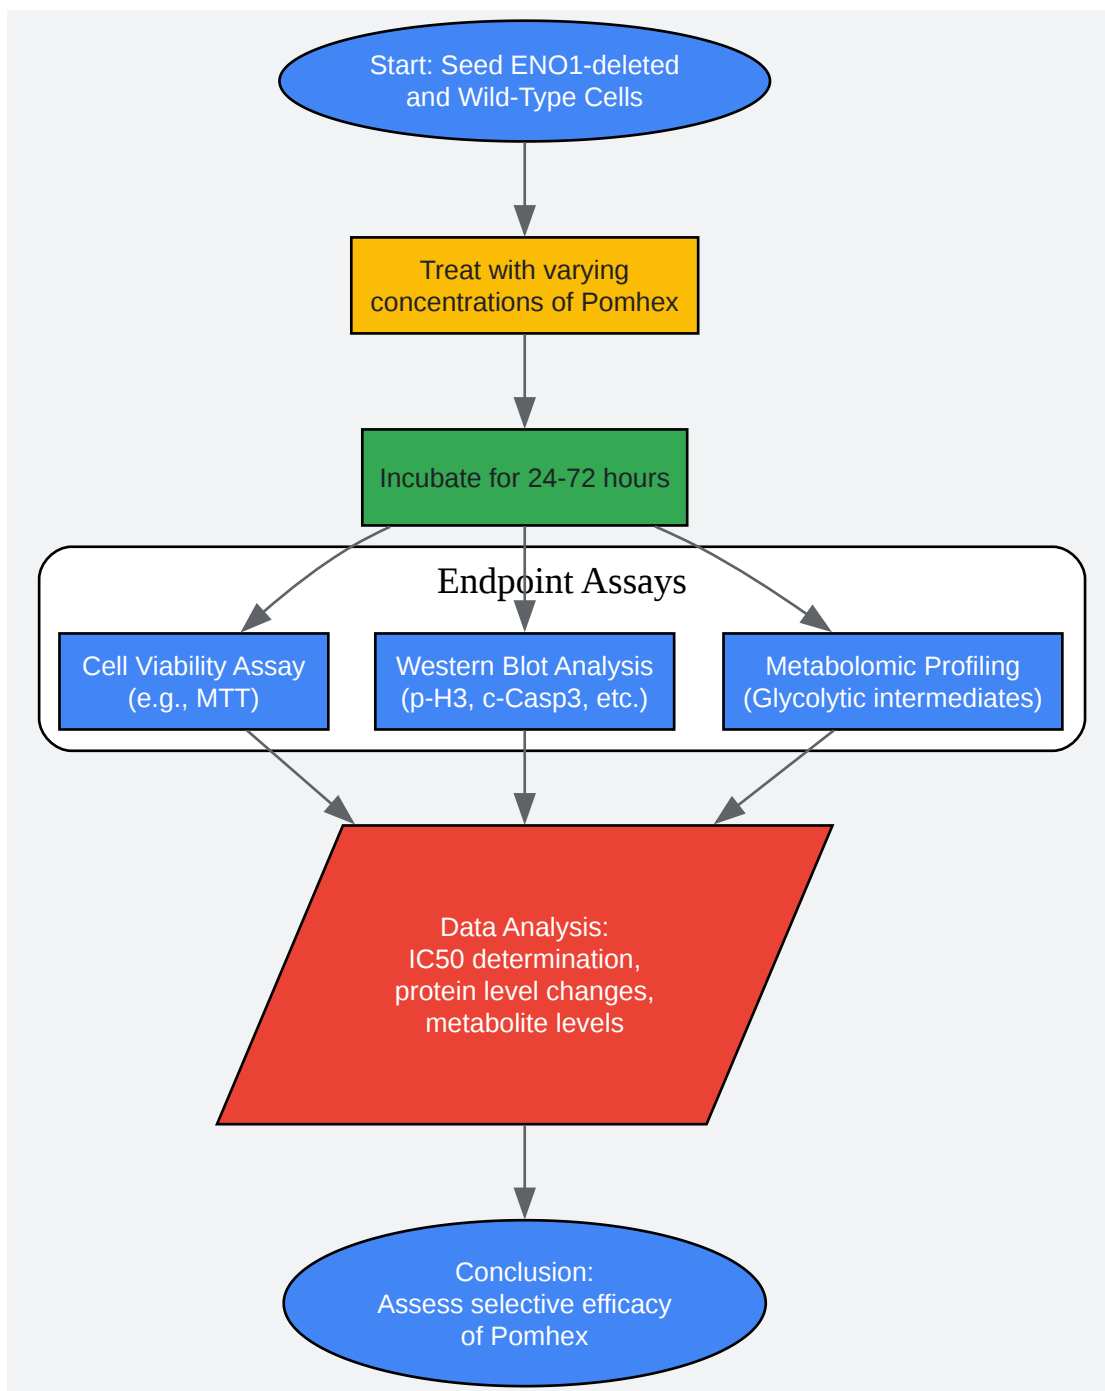 Start: Seed ENO1-deleted
and Wild-Type Cells
Treat with varying
concentrations of Pomhex
Incubate for 24-72 hours
Endpoint Assays
Cell Viability Assay
(e.g., MTT)
Western Blot Analysis
(p-H3, c-Casp3, etc.)
Metabolomic Profiling
(Glycolytic intermediates)
Data Analysis:
IC50 determination,
protein level changes,
metabolite levels
Conclusion:
Assess selective efficacy
of Pomhex